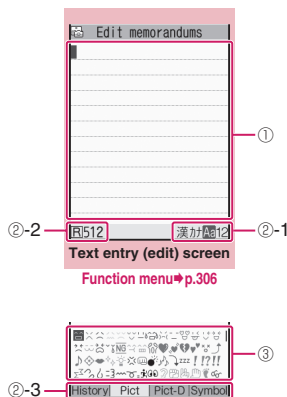 Edit memorandums
①
②-2
R512
漢カナAa12
②-1
Text entry (edit) screen
Function menu➡p.306
③
②-3
History Pict Pict-D Symbol